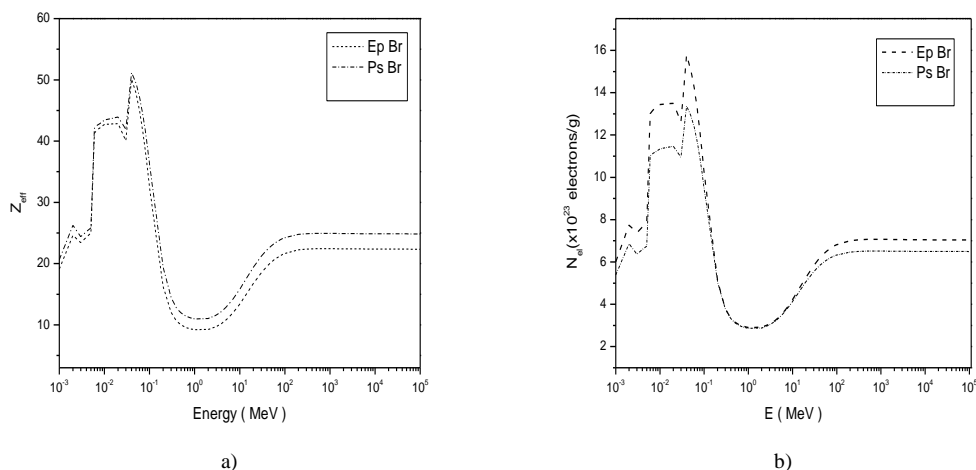 60
50
40
30
20
10
Z_eff
10^-3 10^-2 10^-1 10^0 10^1 10^2 10^3 10^4 10^5
Energy ( MeV )
Ep Br
Ps Br
a)
16
14
12
10
8
6
4
2
N_el(x10^23 electrons/g)
10^-3 10^-2 10^-1 10^0 10^1 10^2 10^3 10^4 10^5
E ( MeV )
Ep Br
Ps Br
b)